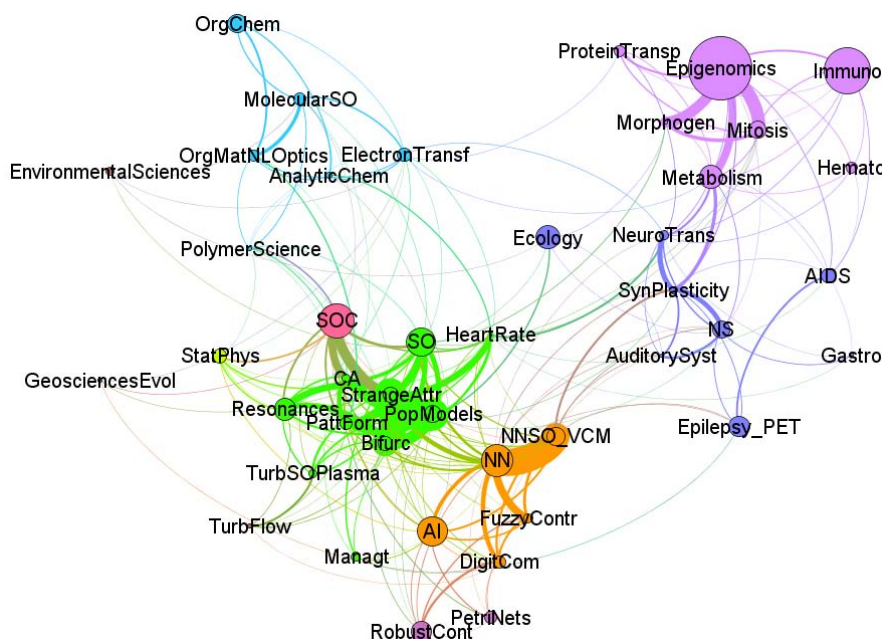 OrgChem
ProteinTransp
Epigenomics
Immuno
MolecularSO
Morphogen
Mitosis
OrgMatNLOptics
ElectronTransf
EnvironmentalSciences
AnalyticChem
Metabolism
Hemato
PolymerScience
Ecology
NeuroTrans
SynPlasticity
AIDS
SOC
SO
HeartRate
NS
StatPhys
AuditorySyst
Gastro
GeosciencesEvol
CA
StrangeAttr
Resonances
PattForm
PopModels
Bifurc
NNSO_VCM
Epilepsy_PET
NN
TurbSOPlasma
TurbFlow
AI
FuzzyContr
Managt
DigitCom
RobustCont
PetriNets